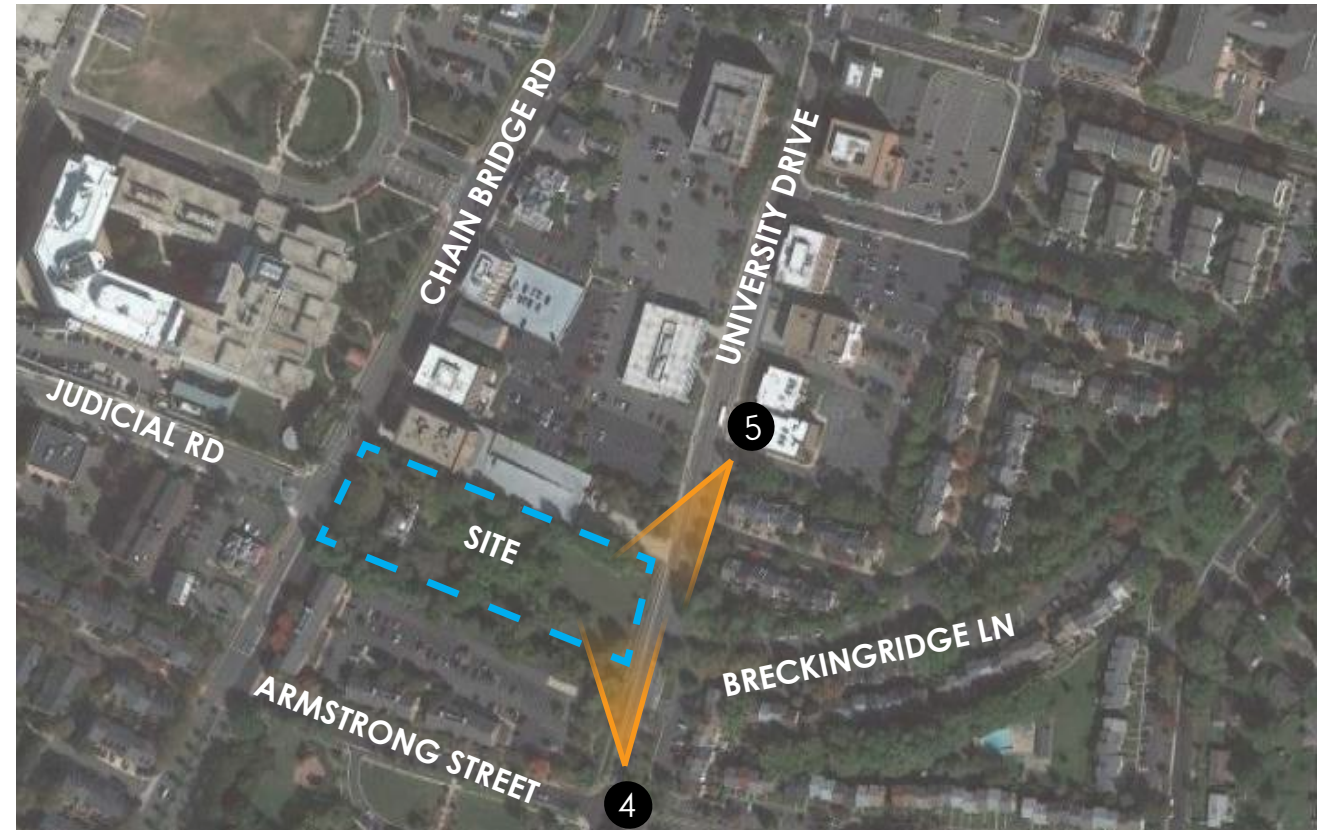 CHAIN BRIDGE RD
UNIVERSITY DRIVE
JUDICIAL RD
5
SITE
BRECKINGRIDGE LN
ARMSTRONG STREET
4